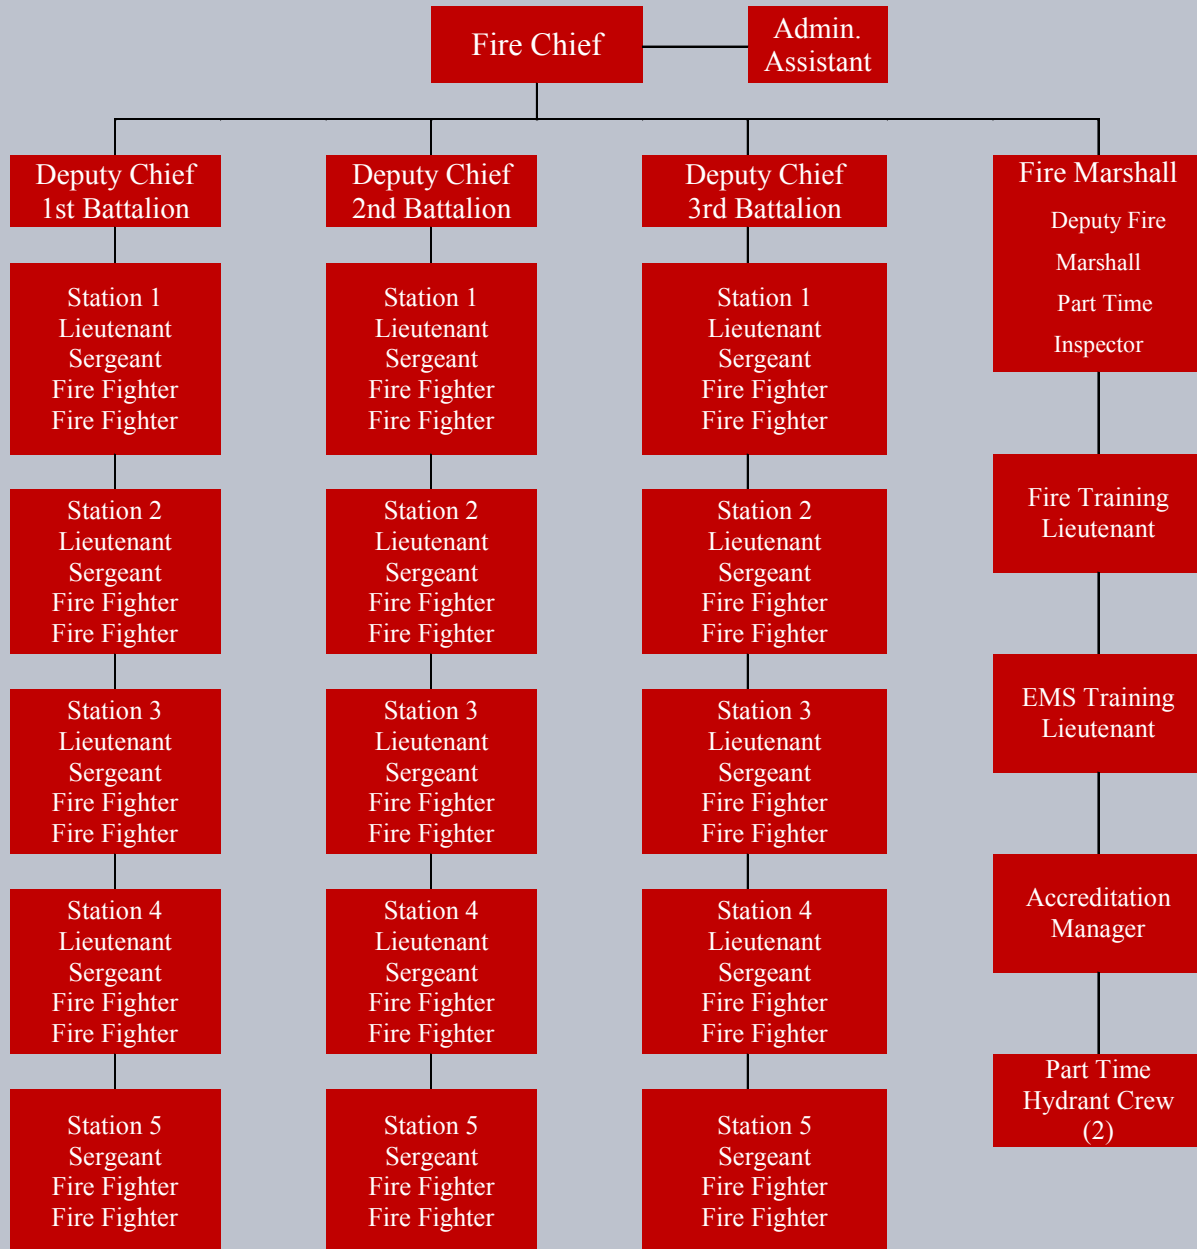 Fire Chief
Admin.
Assistant
Deputy Chief
1st Battalion
Station 1
Lieutenant
Sergeant
Fire Fighter
Fire Fighter
Station 2
Lieutenant
Sergeant
Fire Fighter
Fire Fighter
Station 3
Lieutenant
Sergeant
Fire Fighter
Fire Fighter
Station 4
Lieutenant
Sergeant
Fire Fighter
Fire Fighter
Station 5
Sergeant
Fire Fighter
Fire Fighter
Deputy Chief
2nd Battalion
Station 1
Lieutenant
Sergeant
Fire Fighter
Fire Fighter
Station 2
Lieutenant
Sergeant
Fire Fighter
Fire Fighter
Station 3
Lieutenant
Sergeant
Fire Fighter
Fire Fighter
Station 4
Lieutenant
Sergeant
Fire Fighter
Fire Fighter
Station 5
Sergeant
Fire Fighter
Fire Fighter
Deputy Chief
3rd Battalion
Station 1
Lieutenant
Sergeant
Fire Fighter
Fire Fighter
Station 2
Lieutenant
Sergeant
Fire Fighter
Fire Fighter
Station 3
Lieutenant
Sergeant
Fire Fighter
Fire Fighter
Station 4
Lieutenant
Sergeant
Fire Fighter
Fire Fighter
Station 5
Sergeant
Fire Fighter
Fire Fighter
Fire Marshall
Deputy Fire
Marshall
Part Time
Inspector
Fire Training
Lieutenant
EMS Training
Lieutenant
Accreditation
Manager
Part Time
Hydrant Crew
(2)